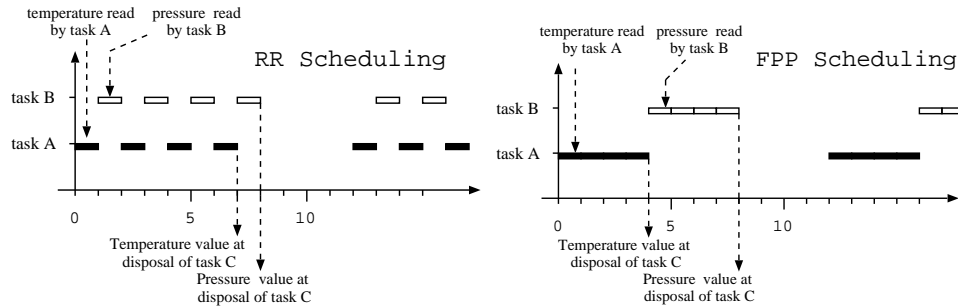 temperature read
by task A
pressure read
by task B
RR Scheduling
task B
task A
0
5
10
Temperature value at
disposal of task C
Pressure value at
disposal of task C
temperature read
by task A
pressure read
by task B
FPP Scheduling
task B
task A
0
5
10
Temperature value at
disposal of task C
Pressure value at
disposal of task C